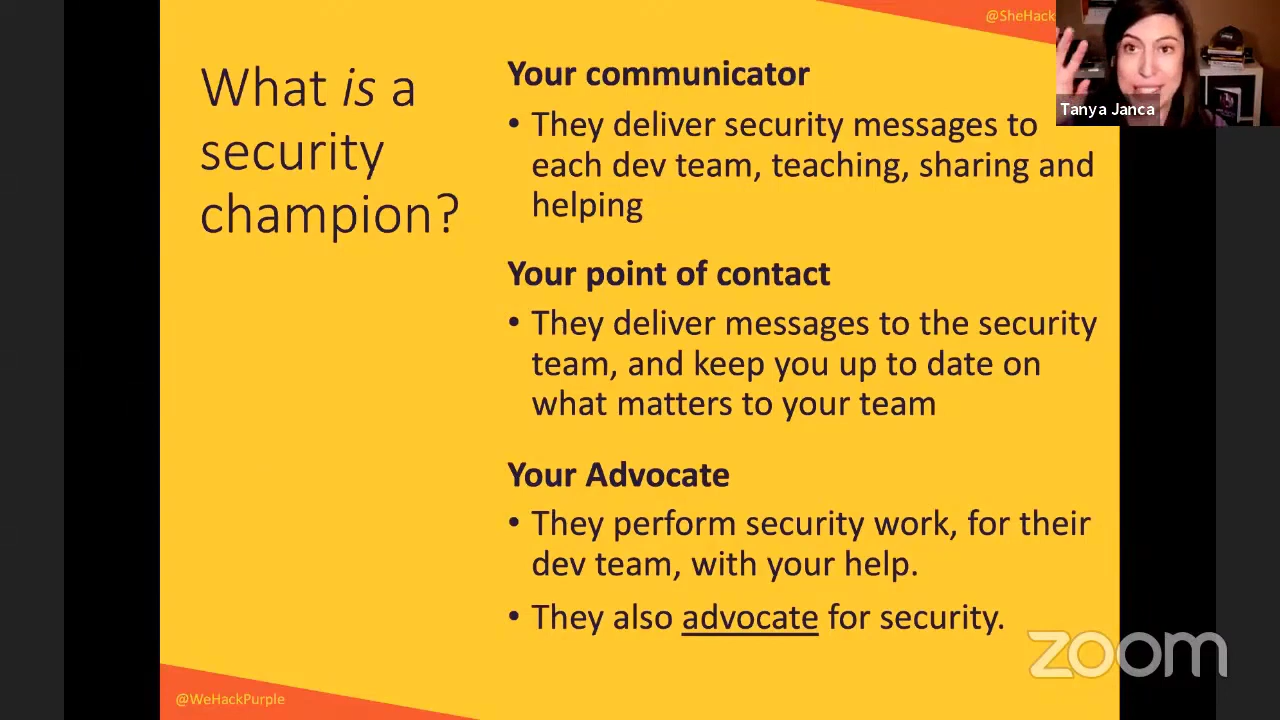 @SheHack
Tanya Janca
What is a
security
champion?
Your communicator
• They deliver security messages to
each dev team, teaching, sharing and
helping
Your point of contact
• They deliver messages to the security
team, and keep you up to date on
what matters to your team
Your Advocate
• They perform security work, for their
dev team, with your help.
• They also advocate for security.
zoom
@WeHackPurple